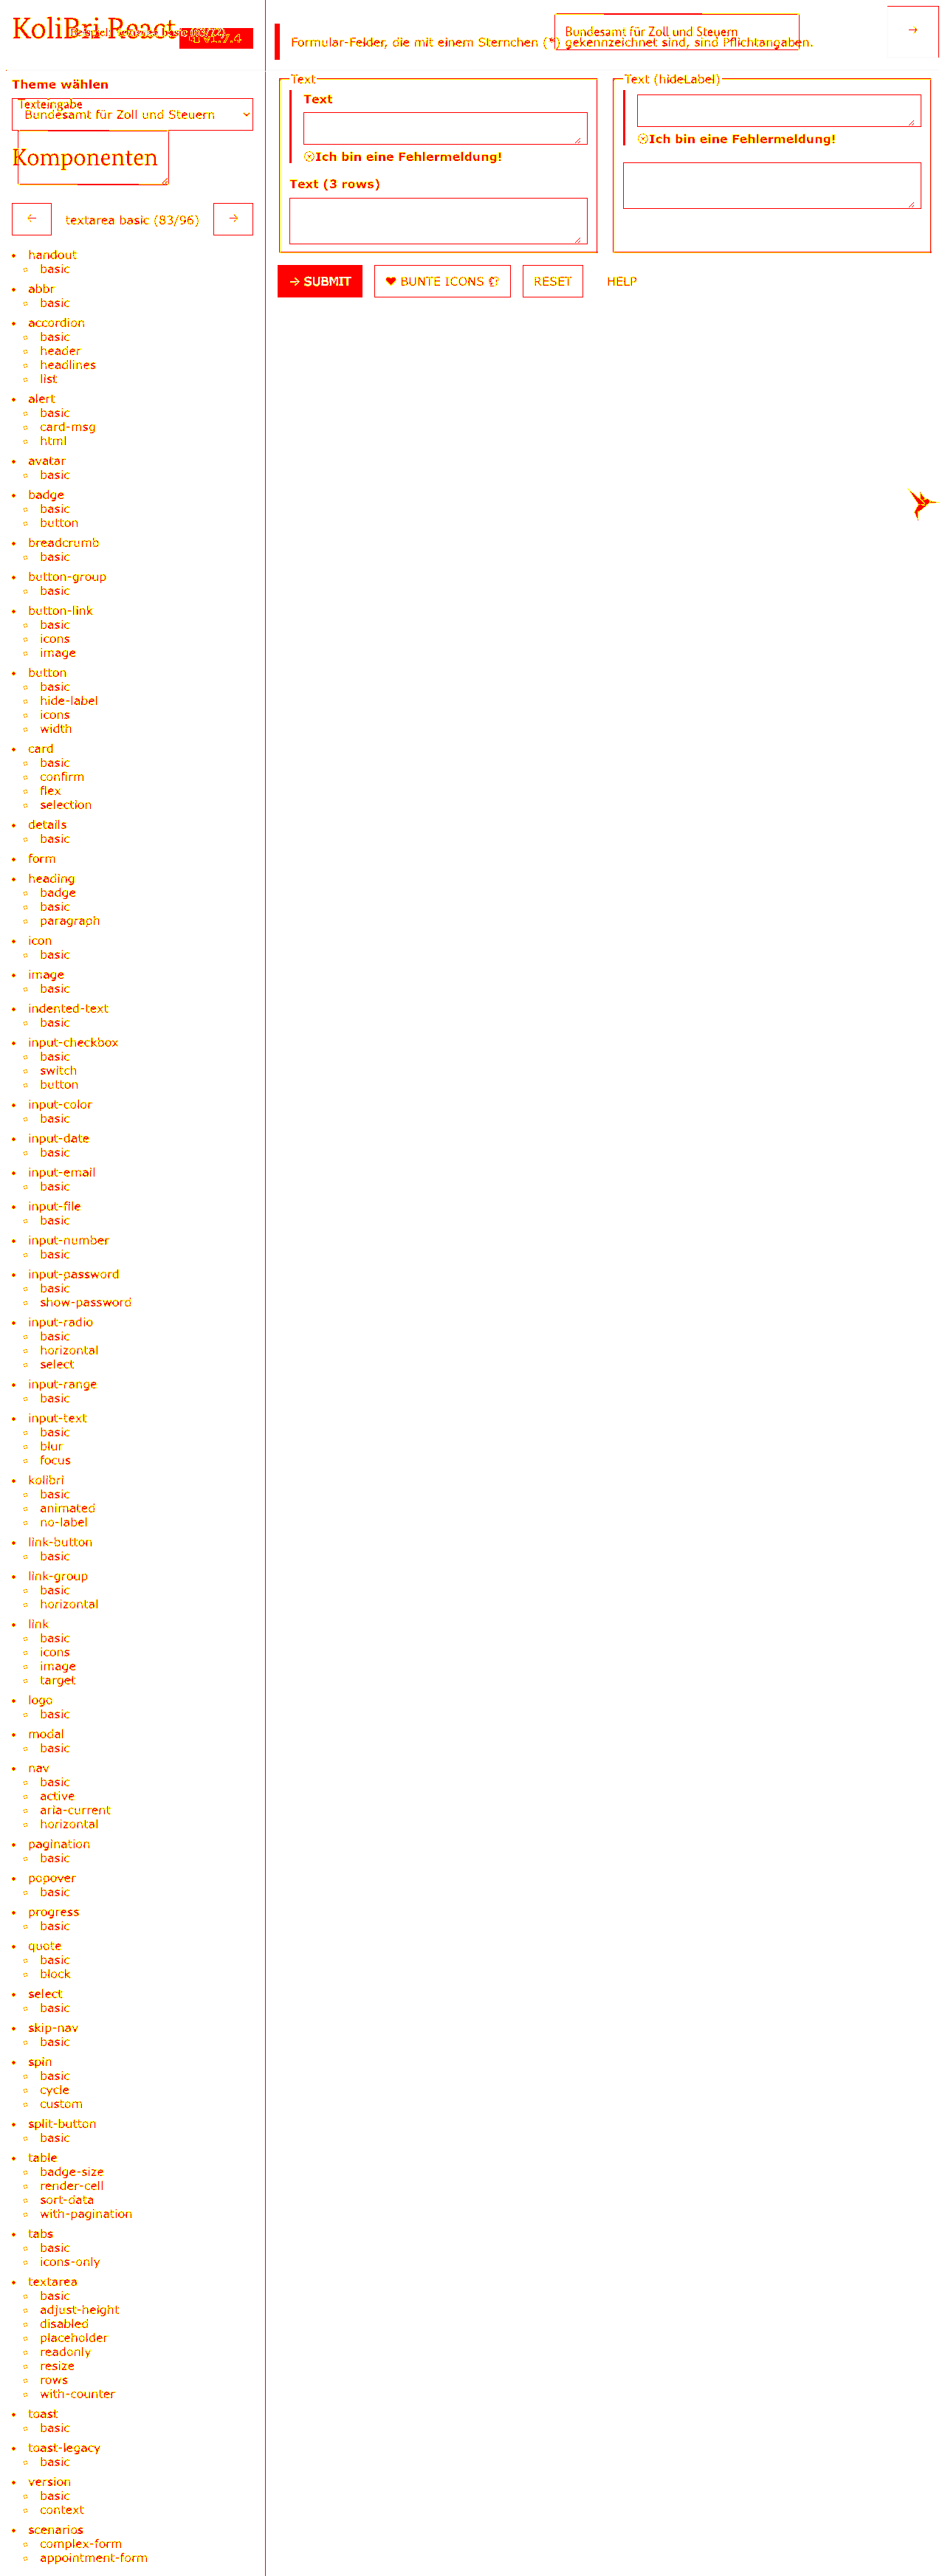 KoliBri React
Theme wählen
Texteingabe
Bundesamt für Zoll und Steuern
Komponenten
← textarea basic (83/96) →
handout
basic
abbr
basic
accordion
basic
header
headlines
list
alert
basic
card-msg
html
avatar
basic
badge
basic
button
breadcrumb
basic
button-group
basic
button-link
basic
icons
image
button
basic
hide-label
icons
width
card
basic
confirm
flex
selection
details
basic
form
heading
badge
basic
paragraph
icon
basic
image
basic
indented-text
basic
input-checkbox
basic
switch
button
input-color
basic
input-date
basic
input-email
basic
input-file
basic
input-number
basic
input-password
basic
show-password
input-radio
basic
horizontal
select
input-range
basic
input-text
basic
blur
focus
kolibri
basic
animated
no-label
link-button
basic
link-group
basic
horizontal
link
basic
icons
image
target
logo
basic
modal
basic
nav
basic
active
aria-current
horizontal
pagination
basic
popover
basic
progress
basic
quote
basic
block
select
basic
skip-nav
basic
spin
basic
cycle
custom
split-button
basic
table
badge-size
render-cell
sort-data
with-pagination
tabs
basic
icons-only
textarea
basic
adjust-height
disabled
placeholder
readonly
resize
rows
with-counter
toast
basic
toast-legacy
basic
version
basic
context
scenarios
complex-form
appointment-form
Bundesamt für Zoll und Steuern →
Formular-Felder, die mit einem Sternchen (*) gekennzeichnet sind, sind Pflichtangaben.
Text
Text
Ich bin eine Fehlermeldung!
Text (3 rows)
Text (hideLabel)
Ich bin eine Fehlermeldung!
→ SUBMIT
BUNTE ICONS
RESET
HELP